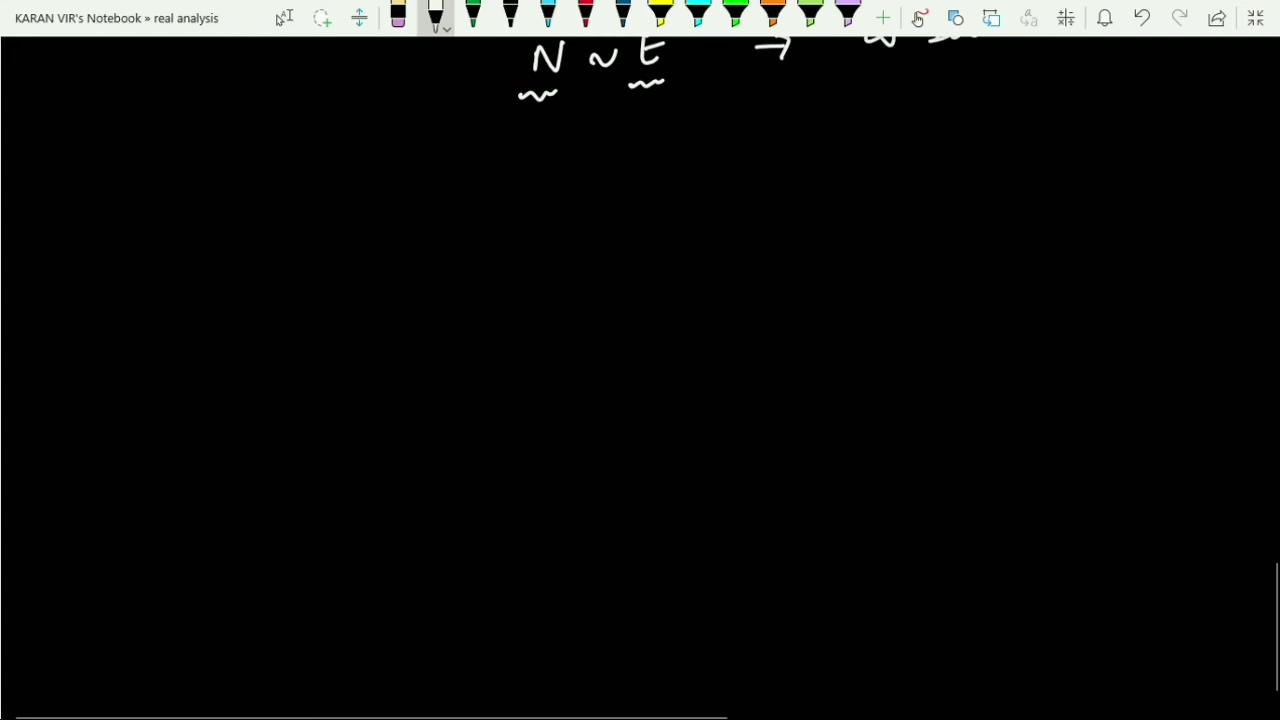 KARAN VIR's Notebook » real analysis
N ~ E →